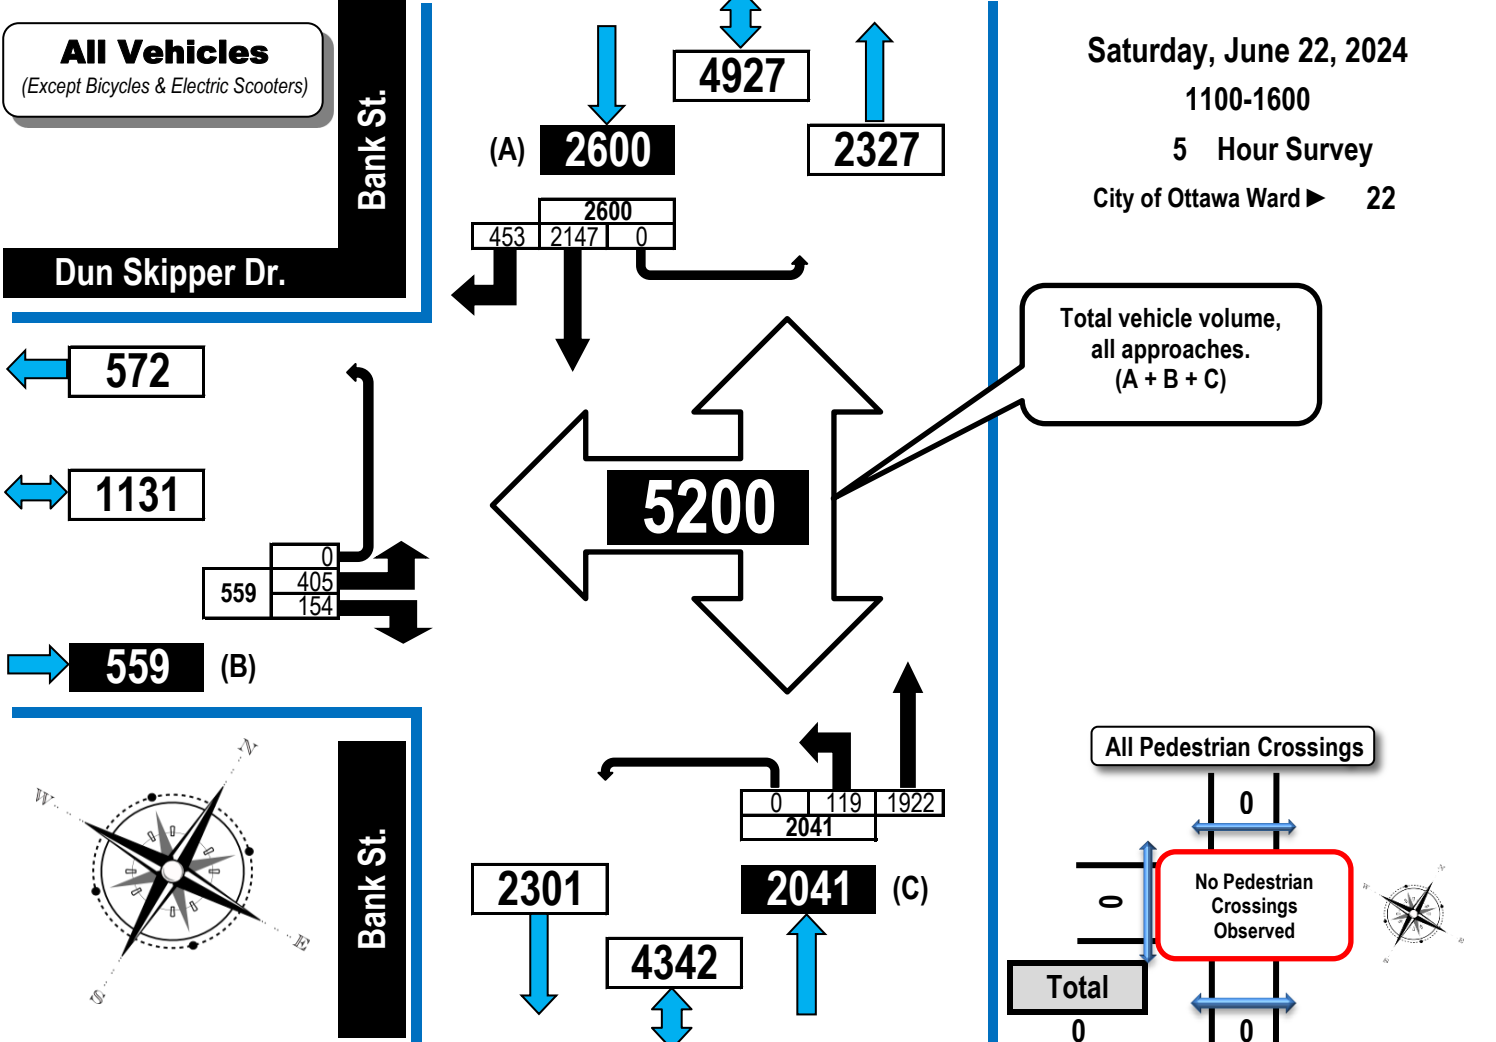 All Vehicles
(Except Bicycles & Electric Scooters)
Bank St.
Dun Skipper Dr.
4927
(A) 2600
2327
2600
453 2147 0
Saturday, June 22, 2024
1100-1600
5 Hour Survey
City of Ottawa Ward ► 22
Total vehicle volume,
all approaches.
(A + B + C)
572
1131
5200
0
559
405
154
559 (B)
N
W
E
S
Bank St.
0 119 1922
2041
2301
2041 (C)
4342
All Pedestrian Crossings
0
No Pedestrian
Crossings
Observed
0
Total
0
0